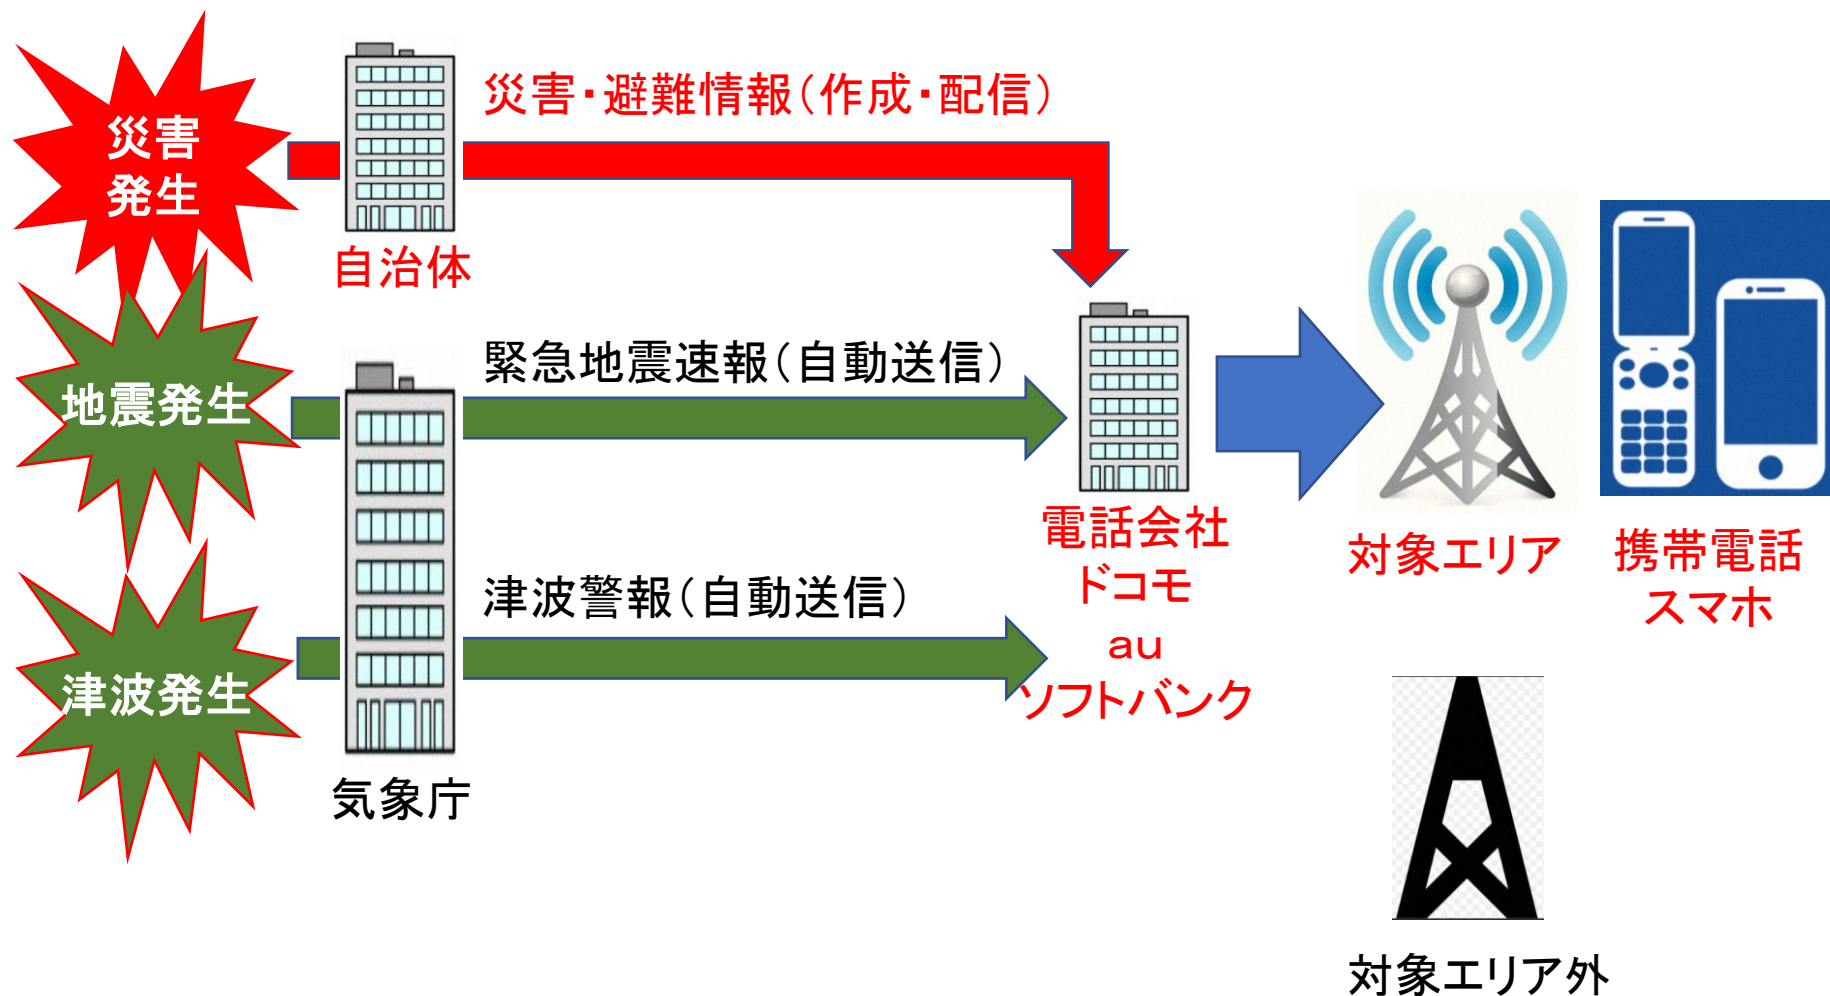 災害
発生
災害・避難情報（作成・配信）
自治体
地震発生
緊急地震速報（自動送信）
電話会社
ドコモ
au
ソフトバンク
対象エリア
携帯電話
スマホ
津波発生
津波警報（自動送信）
気象庁
対象エリア外